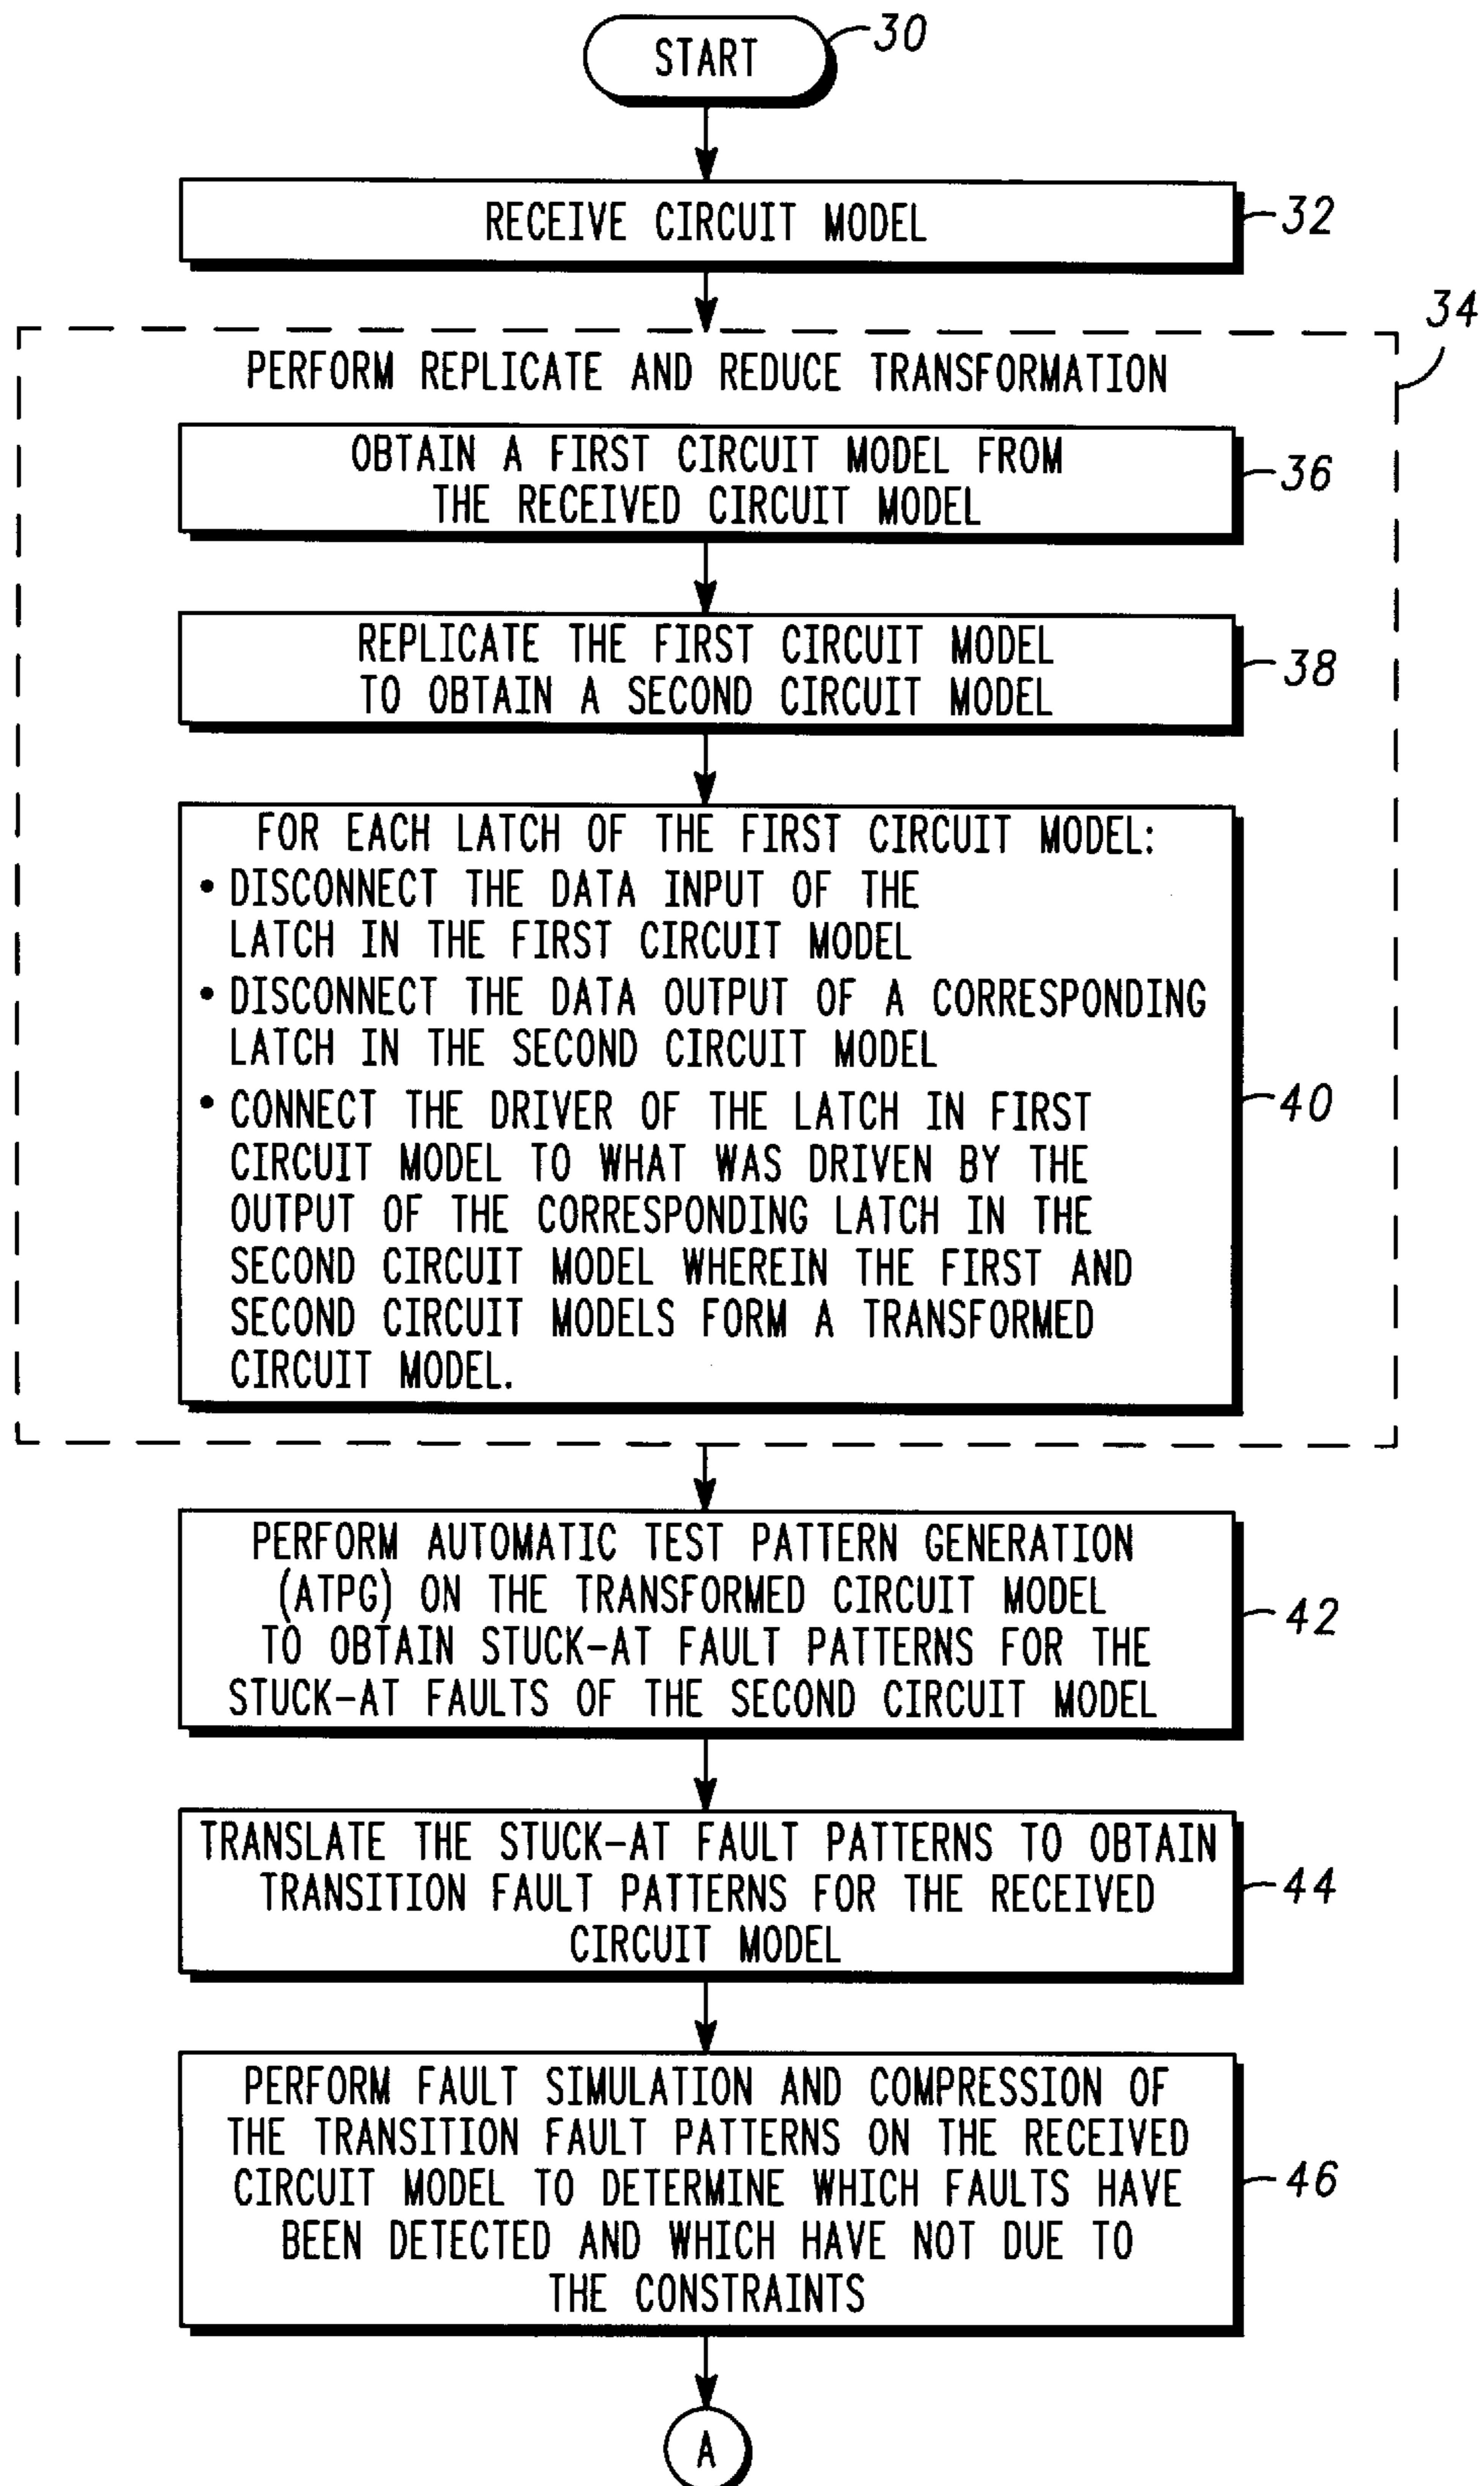 START
30
RECEIVE CIRCUIT MODEL
32
34
PERFORM REPLICATE AND REDUCE TRANSFORMATION
OBTAIN A FIRST CIRCUIT MODEL FROM
THE RECEIVED CIRCUIT MODEL
36
REPLICATE THE FIRST CIRCUIT MODEL
TO OBTAIN A SECOND CIRCUIT MODEL
38
FOR EACH LATCH OF THE FIRST CIRCUIT MODEL:
• DISCONNECT THE DATA INPUT OF THE
LATCH IN THE FIRST CIRCUIT MODEL
• DISCONNECT THE DATA OUTPUT OF A CORRESPONDING
LATCH IN THE SECOND CIRCUIT MODEL
• CONNECT THE DRIVER OF THE LATCH IN FIRST
CIRCUIT MODEL TO WHAT WAS DRIVEN BY THE
OUTPUT OF THE CORRESPONDING LATCH IN THE
SECOND CIRCUIT MODEL WHEREIN THE FIRST AND
SECOND CIRCUIT MODELS FORM A TRANSFORMED
CIRCUIT MODEL.
40
PERFORM AUTOMATIC TEST PATTERN GENERATION
(ATPG) ON THE TRANSFORMED CIRCUIT MODEL
TO OBTAIN STUCK-AT FAULT PATTERNS FOR THE
STUCK-AT FAULTS OF THE SECOND CIRCUIT MODEL
42
TRANSLATE THE STUCK-AT FAULT PATTERNS TO OBTAIN
TRANSITION FAULT PATTERNS FOR THE RECEIVED
CIRCUIT MODEL
44
PERFORM FAULT SIMULATION AND COMPRESSION OF
THE TRANSITION FAULT PATTERNS ON THE RECEIVED
CIRCUIT MODEL TO DETERMINE WHICH FAULTS HAVE
BEEN DETECTED AND WHICH HAVE NOT DUE TO
THE CONSTRAINTS
46
A